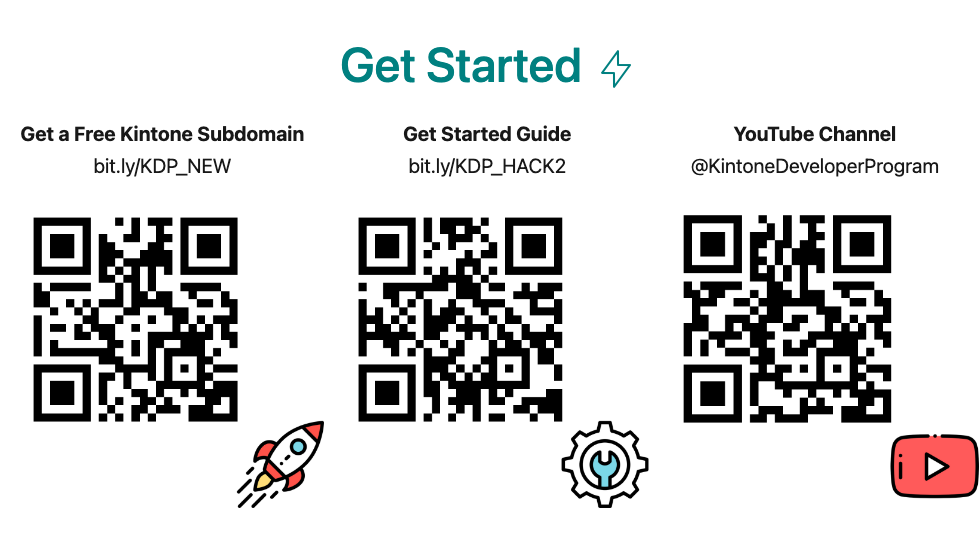 Get Started
Get a Free Kintone Subdomain
bit.ly/KDP_NEW
Get Started Guide
bit.ly/KDP_HACK2
YouTube Channel
@KintoneDeveloperProgram